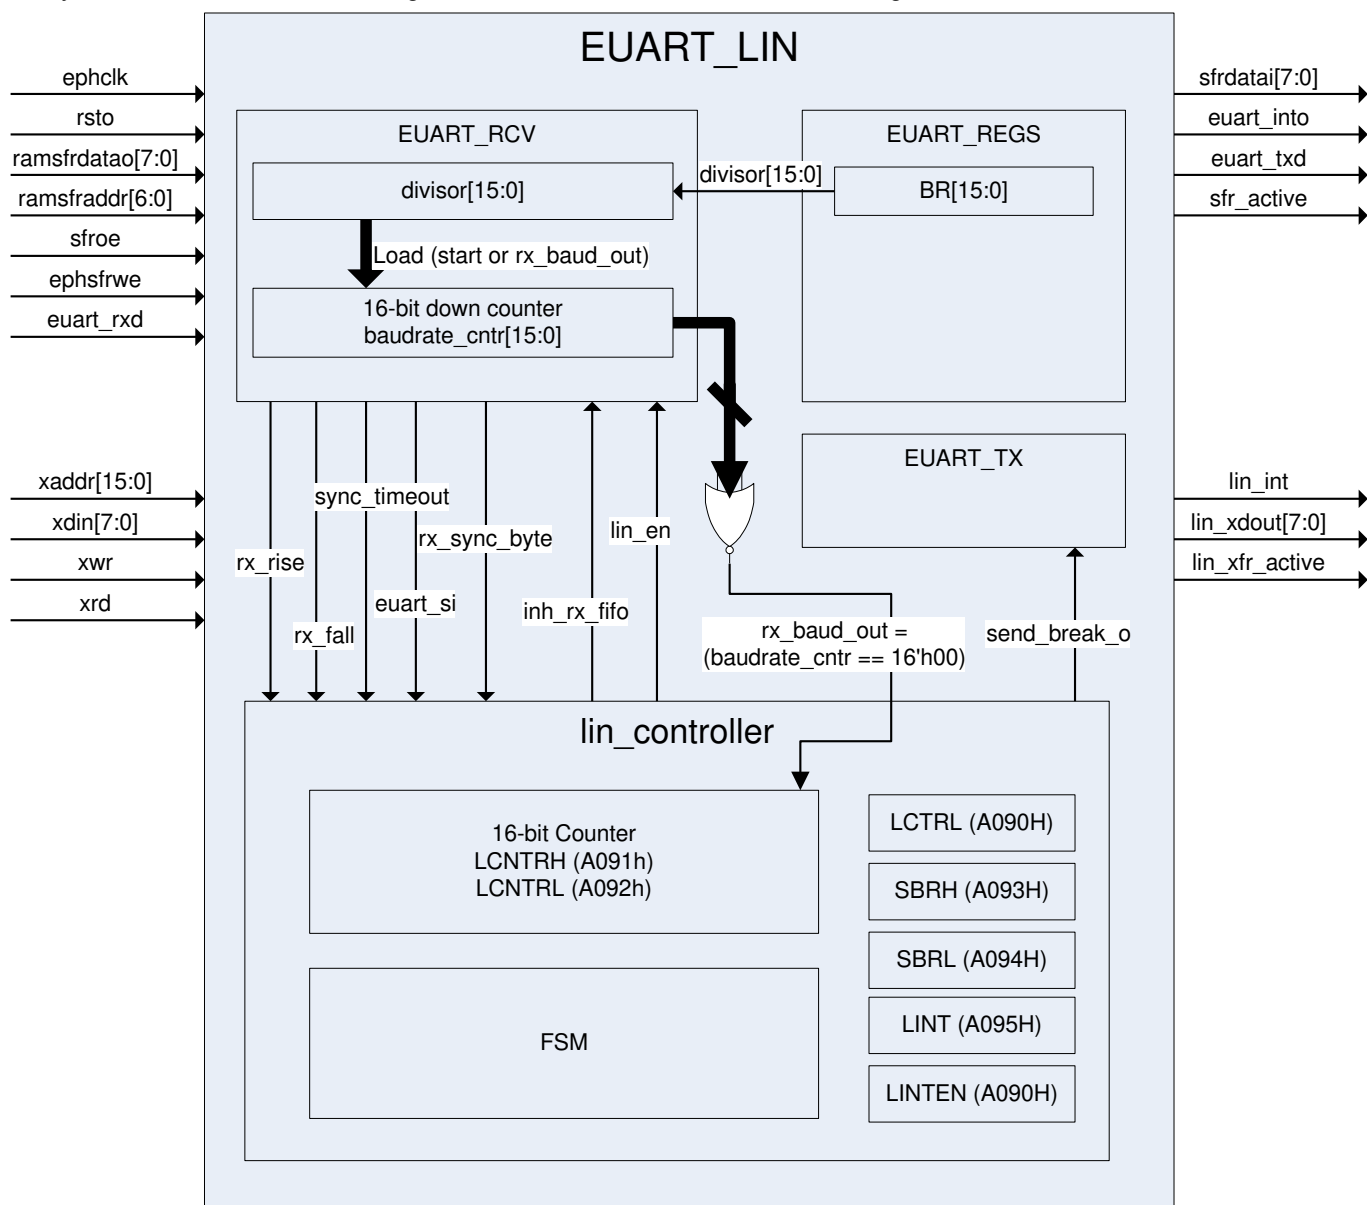 EUART_LIN
ephclk
rsto
ramsfrdatao[7:0]
ramsfraddr[6:0]
sfroe
ephsfrwe
euart_rxd
xaddr[15:0]
xdin[7:0]
xwr
xrd
EUART_RCV
divisor[15:0]
Load (start or rx_baud_out)
16-bit down counter
baudrate_cntr[15:0]
divisor[15:0]
EUART_REGS
BR[15:0]
EUART_TX
sfrdatai[7:0]
euart_into
euart_txd
sfr_active
lin_int
lin_xdout[7:0]
lin_xfr_active
rx_rise
rx_fall
sync_timeout
euart_si
rx_sync_byte
inh_rx_fifo
lin_en
rx_baud_out =
(baudrate_cntr == 16'h00)
send_break_o
lin_controller
16-bit Counter
LCNTRH (A091h)
LCNTRL (A092h)
FSM
LCTRL (A090H)
SBRH (A093H)
SBRL (A094H)
LINT (A095H)
LINTEN (A090H)